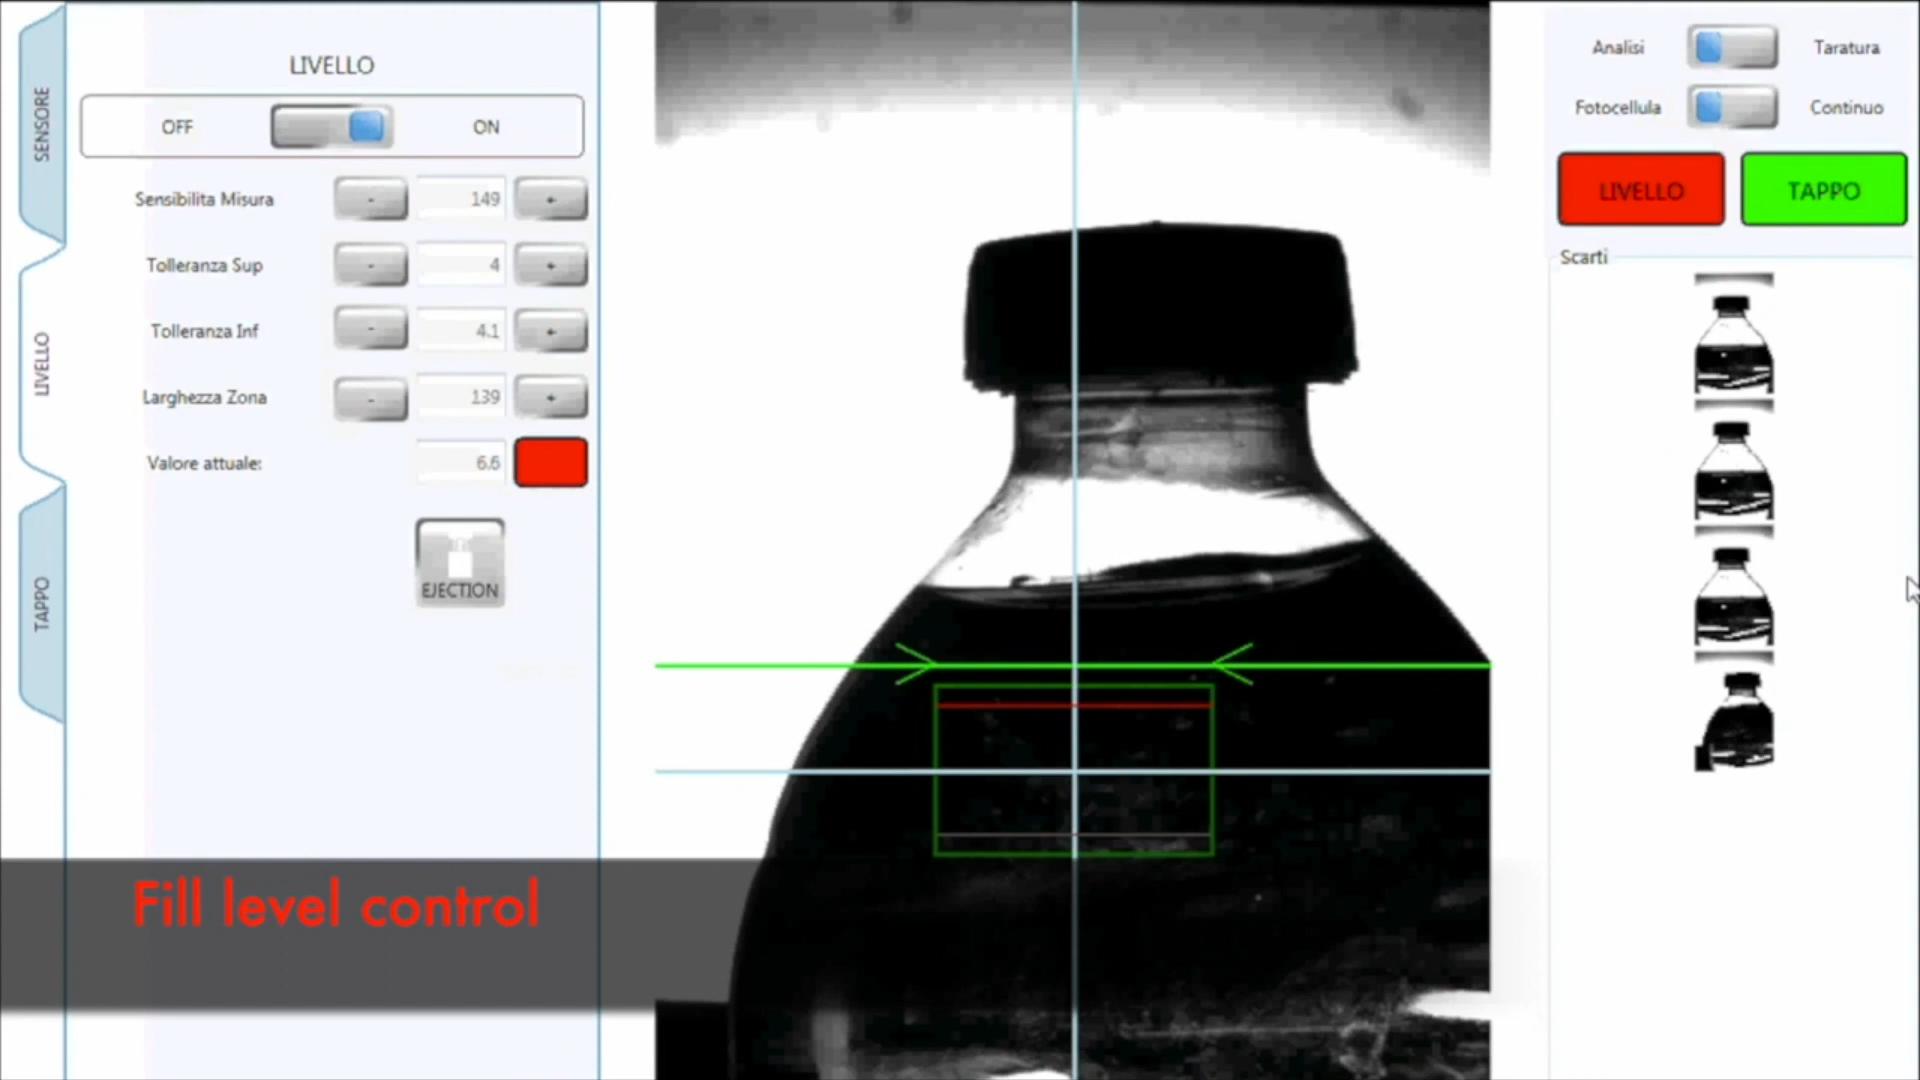 SENSORE
LIVELLO
TAPPO
LIVELLO
OFF ON
Sensibilita Misura - 149 +
Tolleranza Sup - 4 +
Tolleranza Inf - 4.1 +
Larghezza Zona - 139 +
Valore attuale: 6.6
EJECTION
Fill level control
Analisi Taratura
Fotocellula Continuo
LIVELLO TAPPO
Scarti